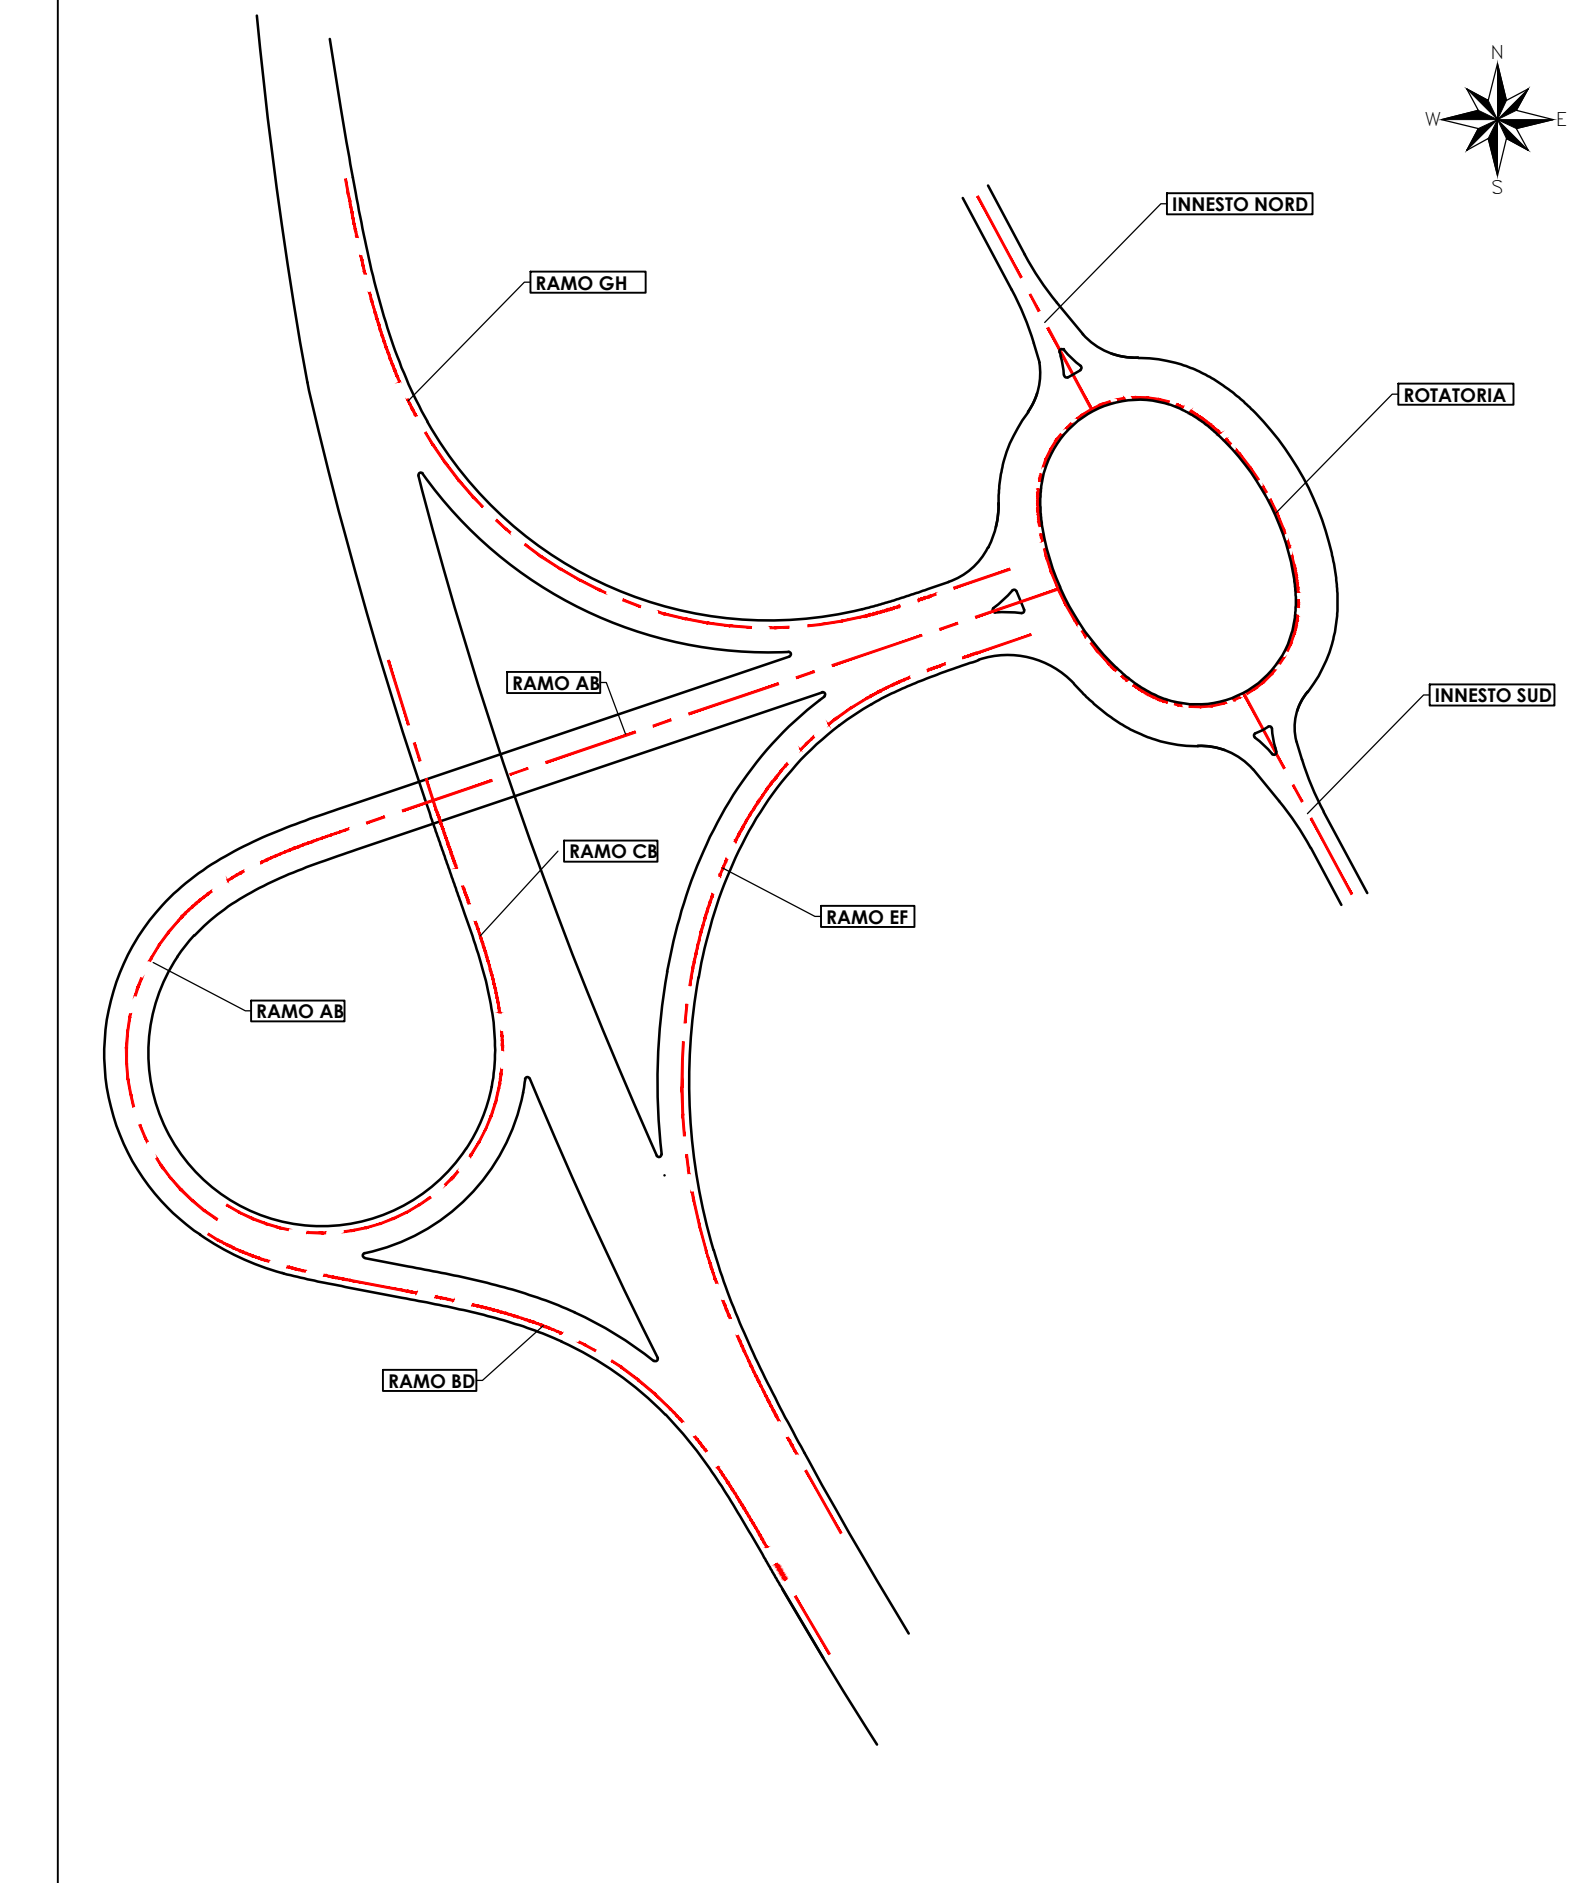 N
W E
S
INNESTO NORD
RAMO GH
ROTATORIA
RAMO AB
INNESTO SUD
RAMO CB
RAMO EF
RAMO AB
RAMO BD